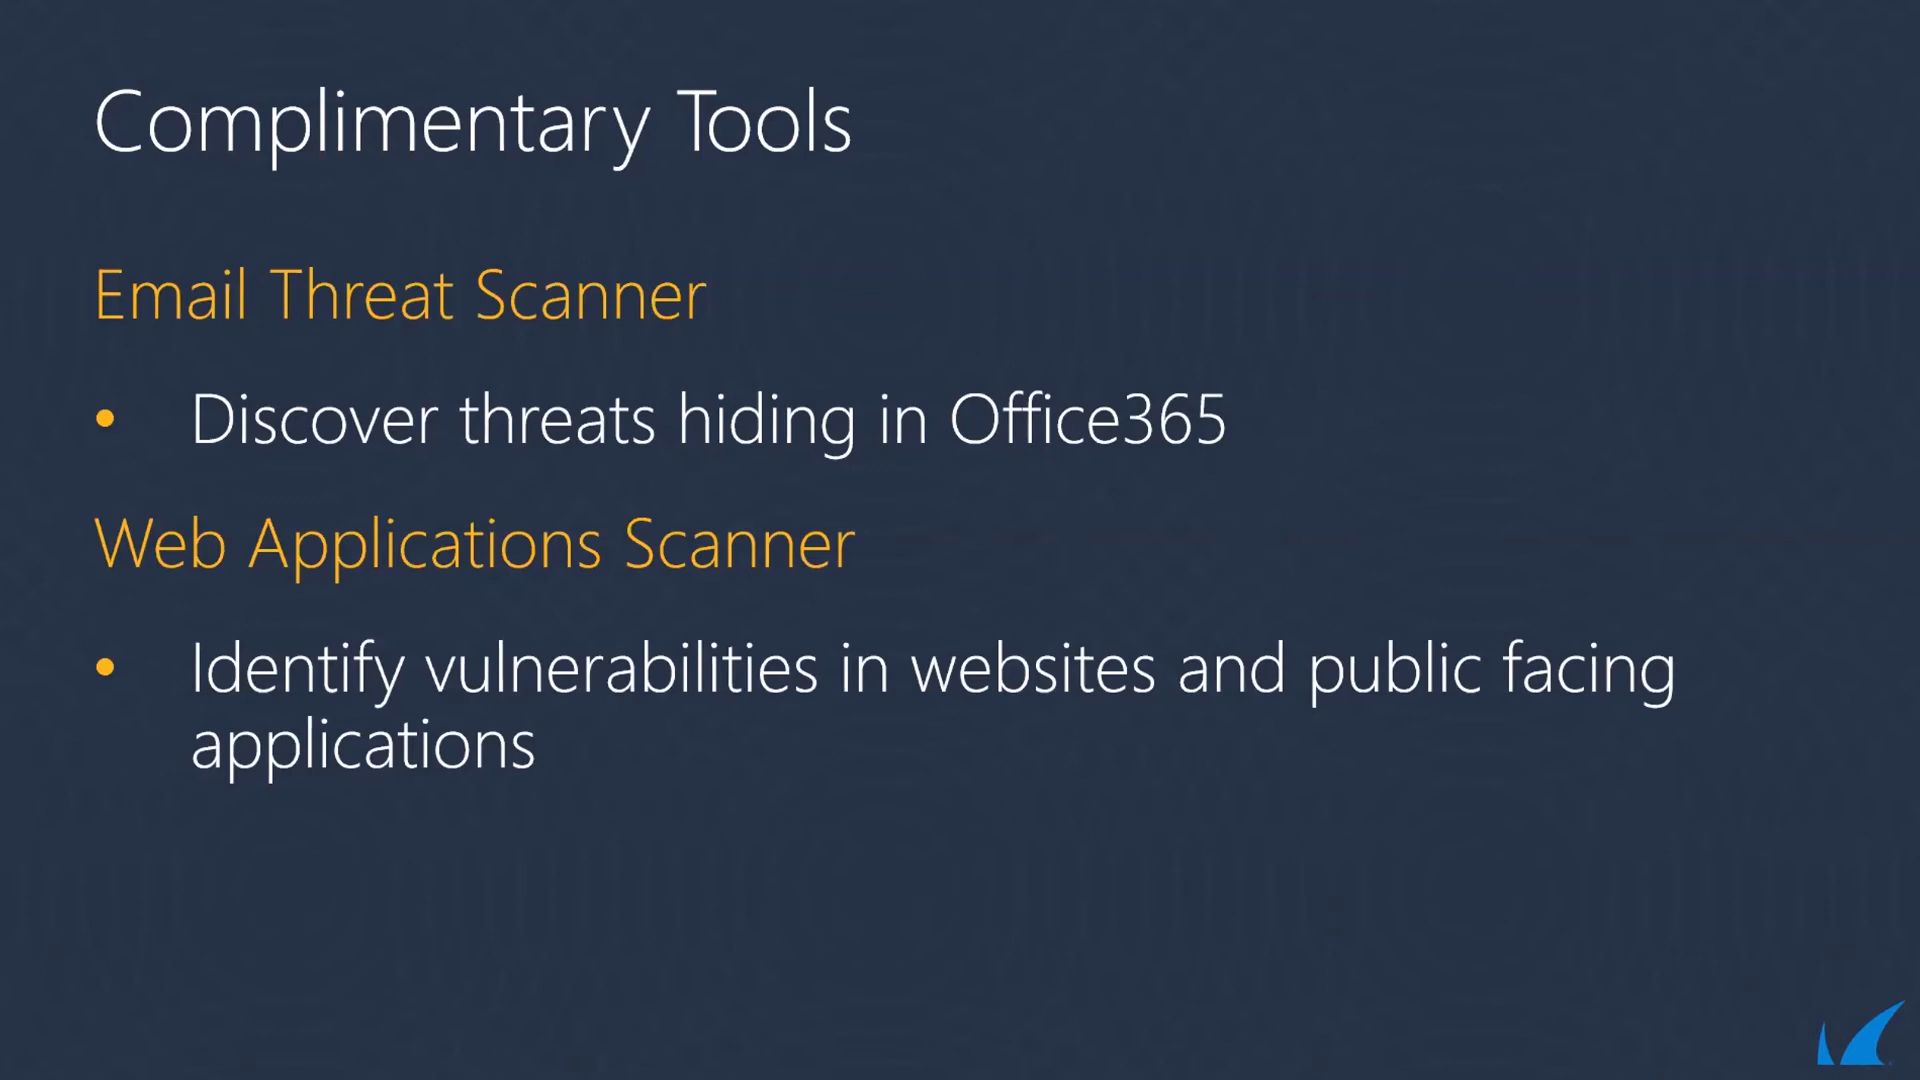 Complimentary Tools
Email Threat Scanner
• Discover threats hiding in Office365
Web Applications Scanner
• Identify vulnerabilities in websites and public facing
applications